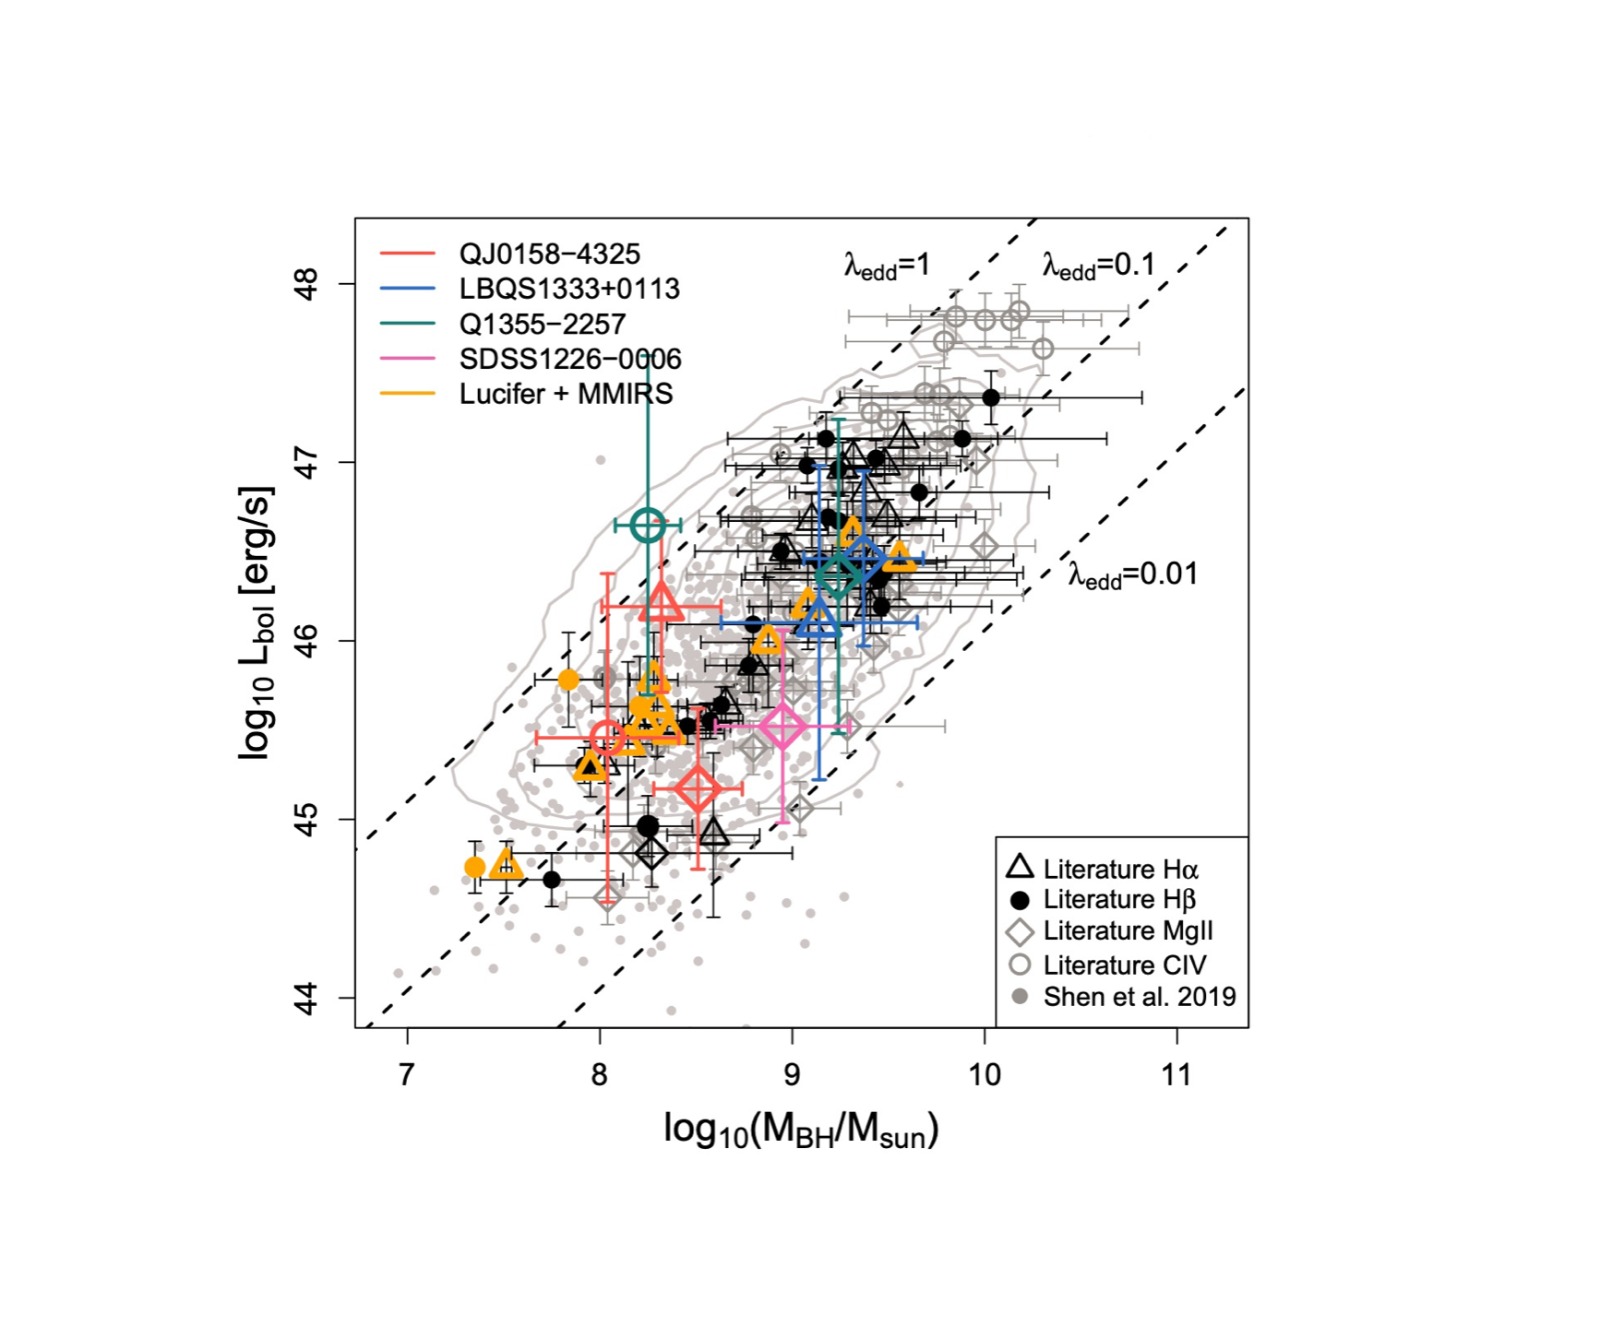 QJ0158−4325
LBQS1333+0113
Q1355−2257
SDSS1226−0006
Lucifer + MMIRS
λedd=1
λedd=0.1
λedd=0.01
log10 Lbol [erg/s]
48
47
46
45
44
Literature Hα
Literature Hβ
Literature MgII
Literature CIV
Shen et al. 2019
7 8 9 10 11
log10(MBH/Msun)